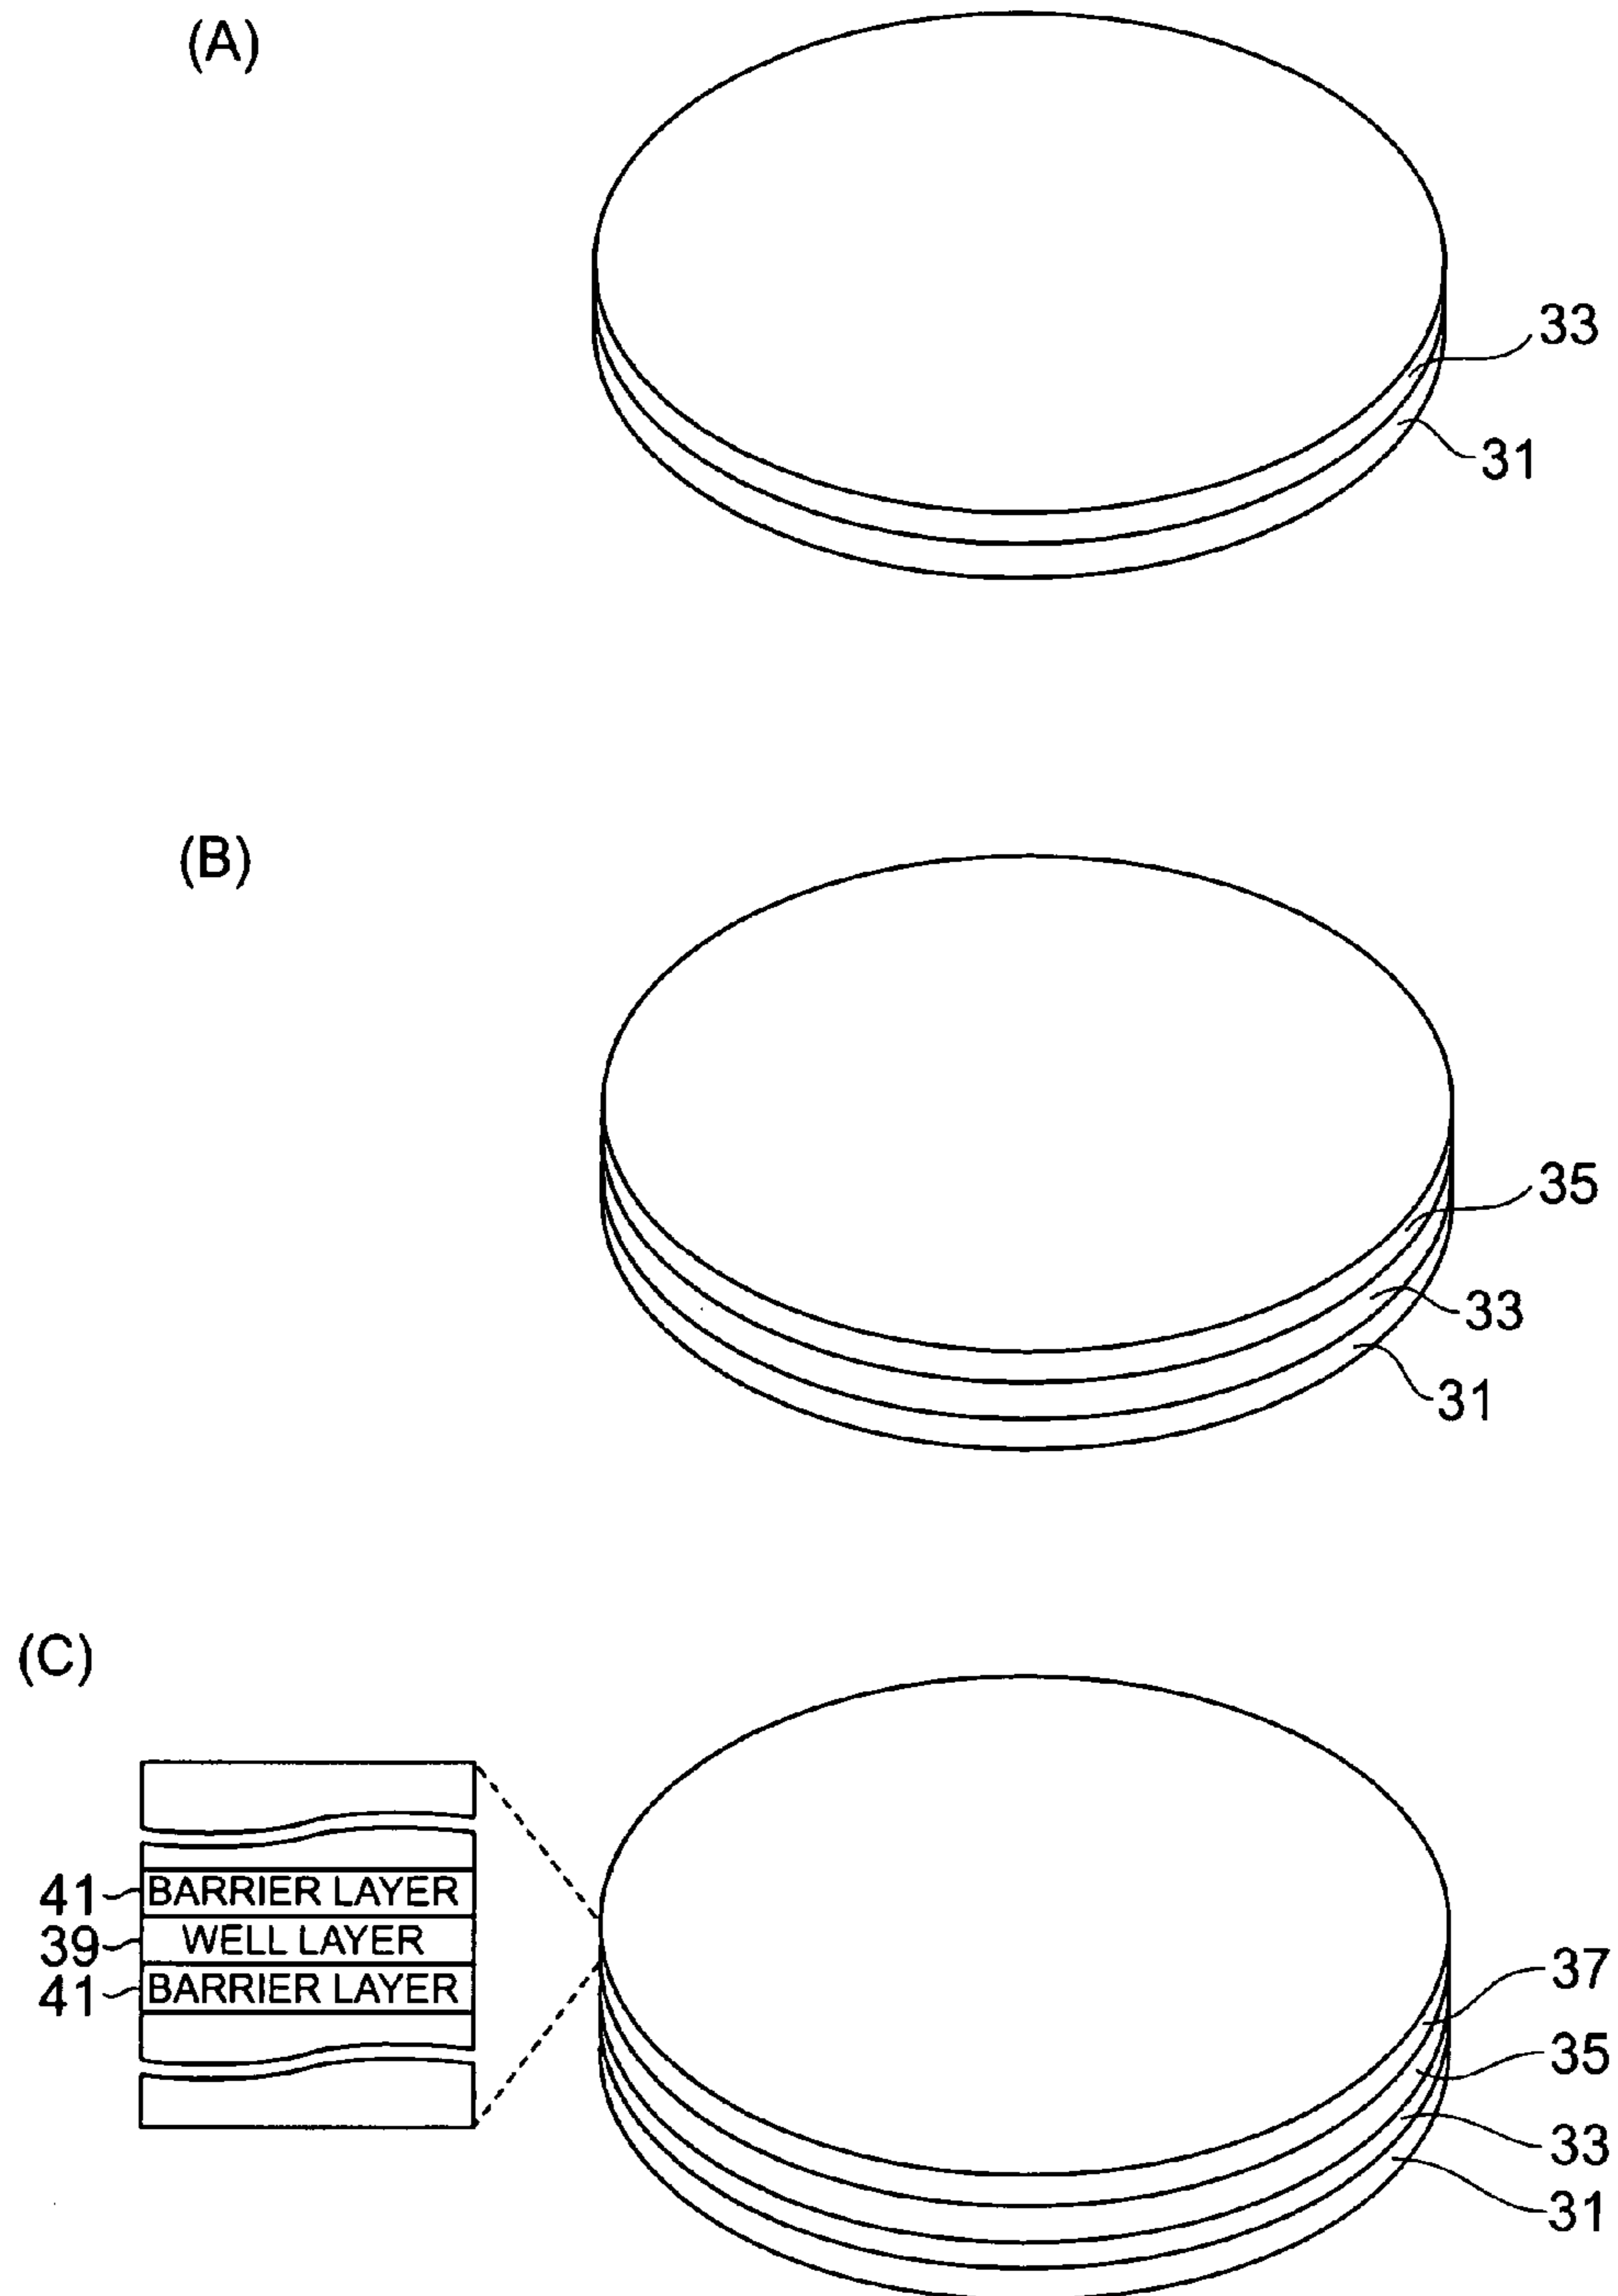 (A)
33
31
(B)
35
33
31
(C)
41 BARRIER LAYER
39 WELL LAYER
41 BARRIER LAYER
37
35
33
31